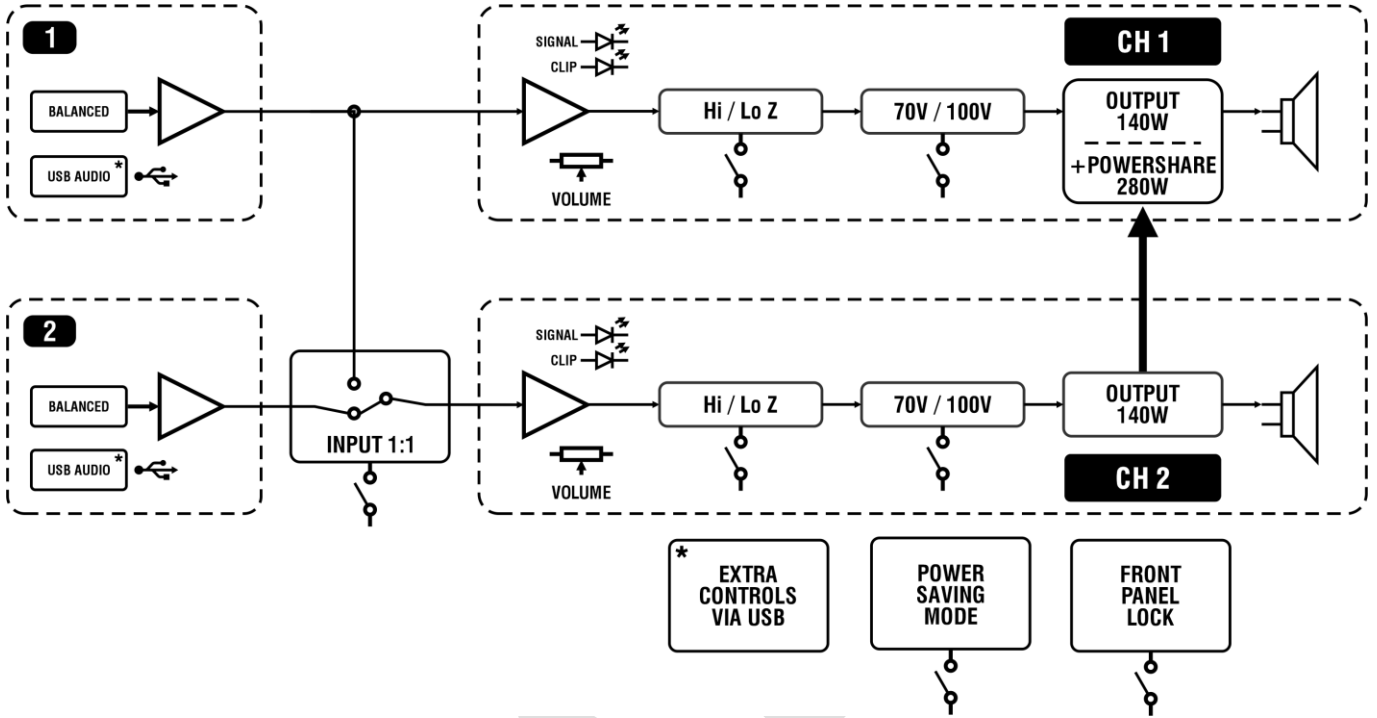 1
BALANCED
USB AUDIO *
SIGNAL
CLIP
VOLUME
Hi / Lo Z
70V / 100V
CH 1
OUTPUT
140W
+POWERSHARE
280W
2
BALANCED
USB AUDIO *
INPUT 1:1
SIGNAL
CLIP
VOLUME
Hi / Lo Z
70V / 100V
OUTPUT
140W
CH 2
*
EXTRA
CONTROLS
VIA USB
POWER
SAVING
MODE
FRONT
PANEL
LOCK